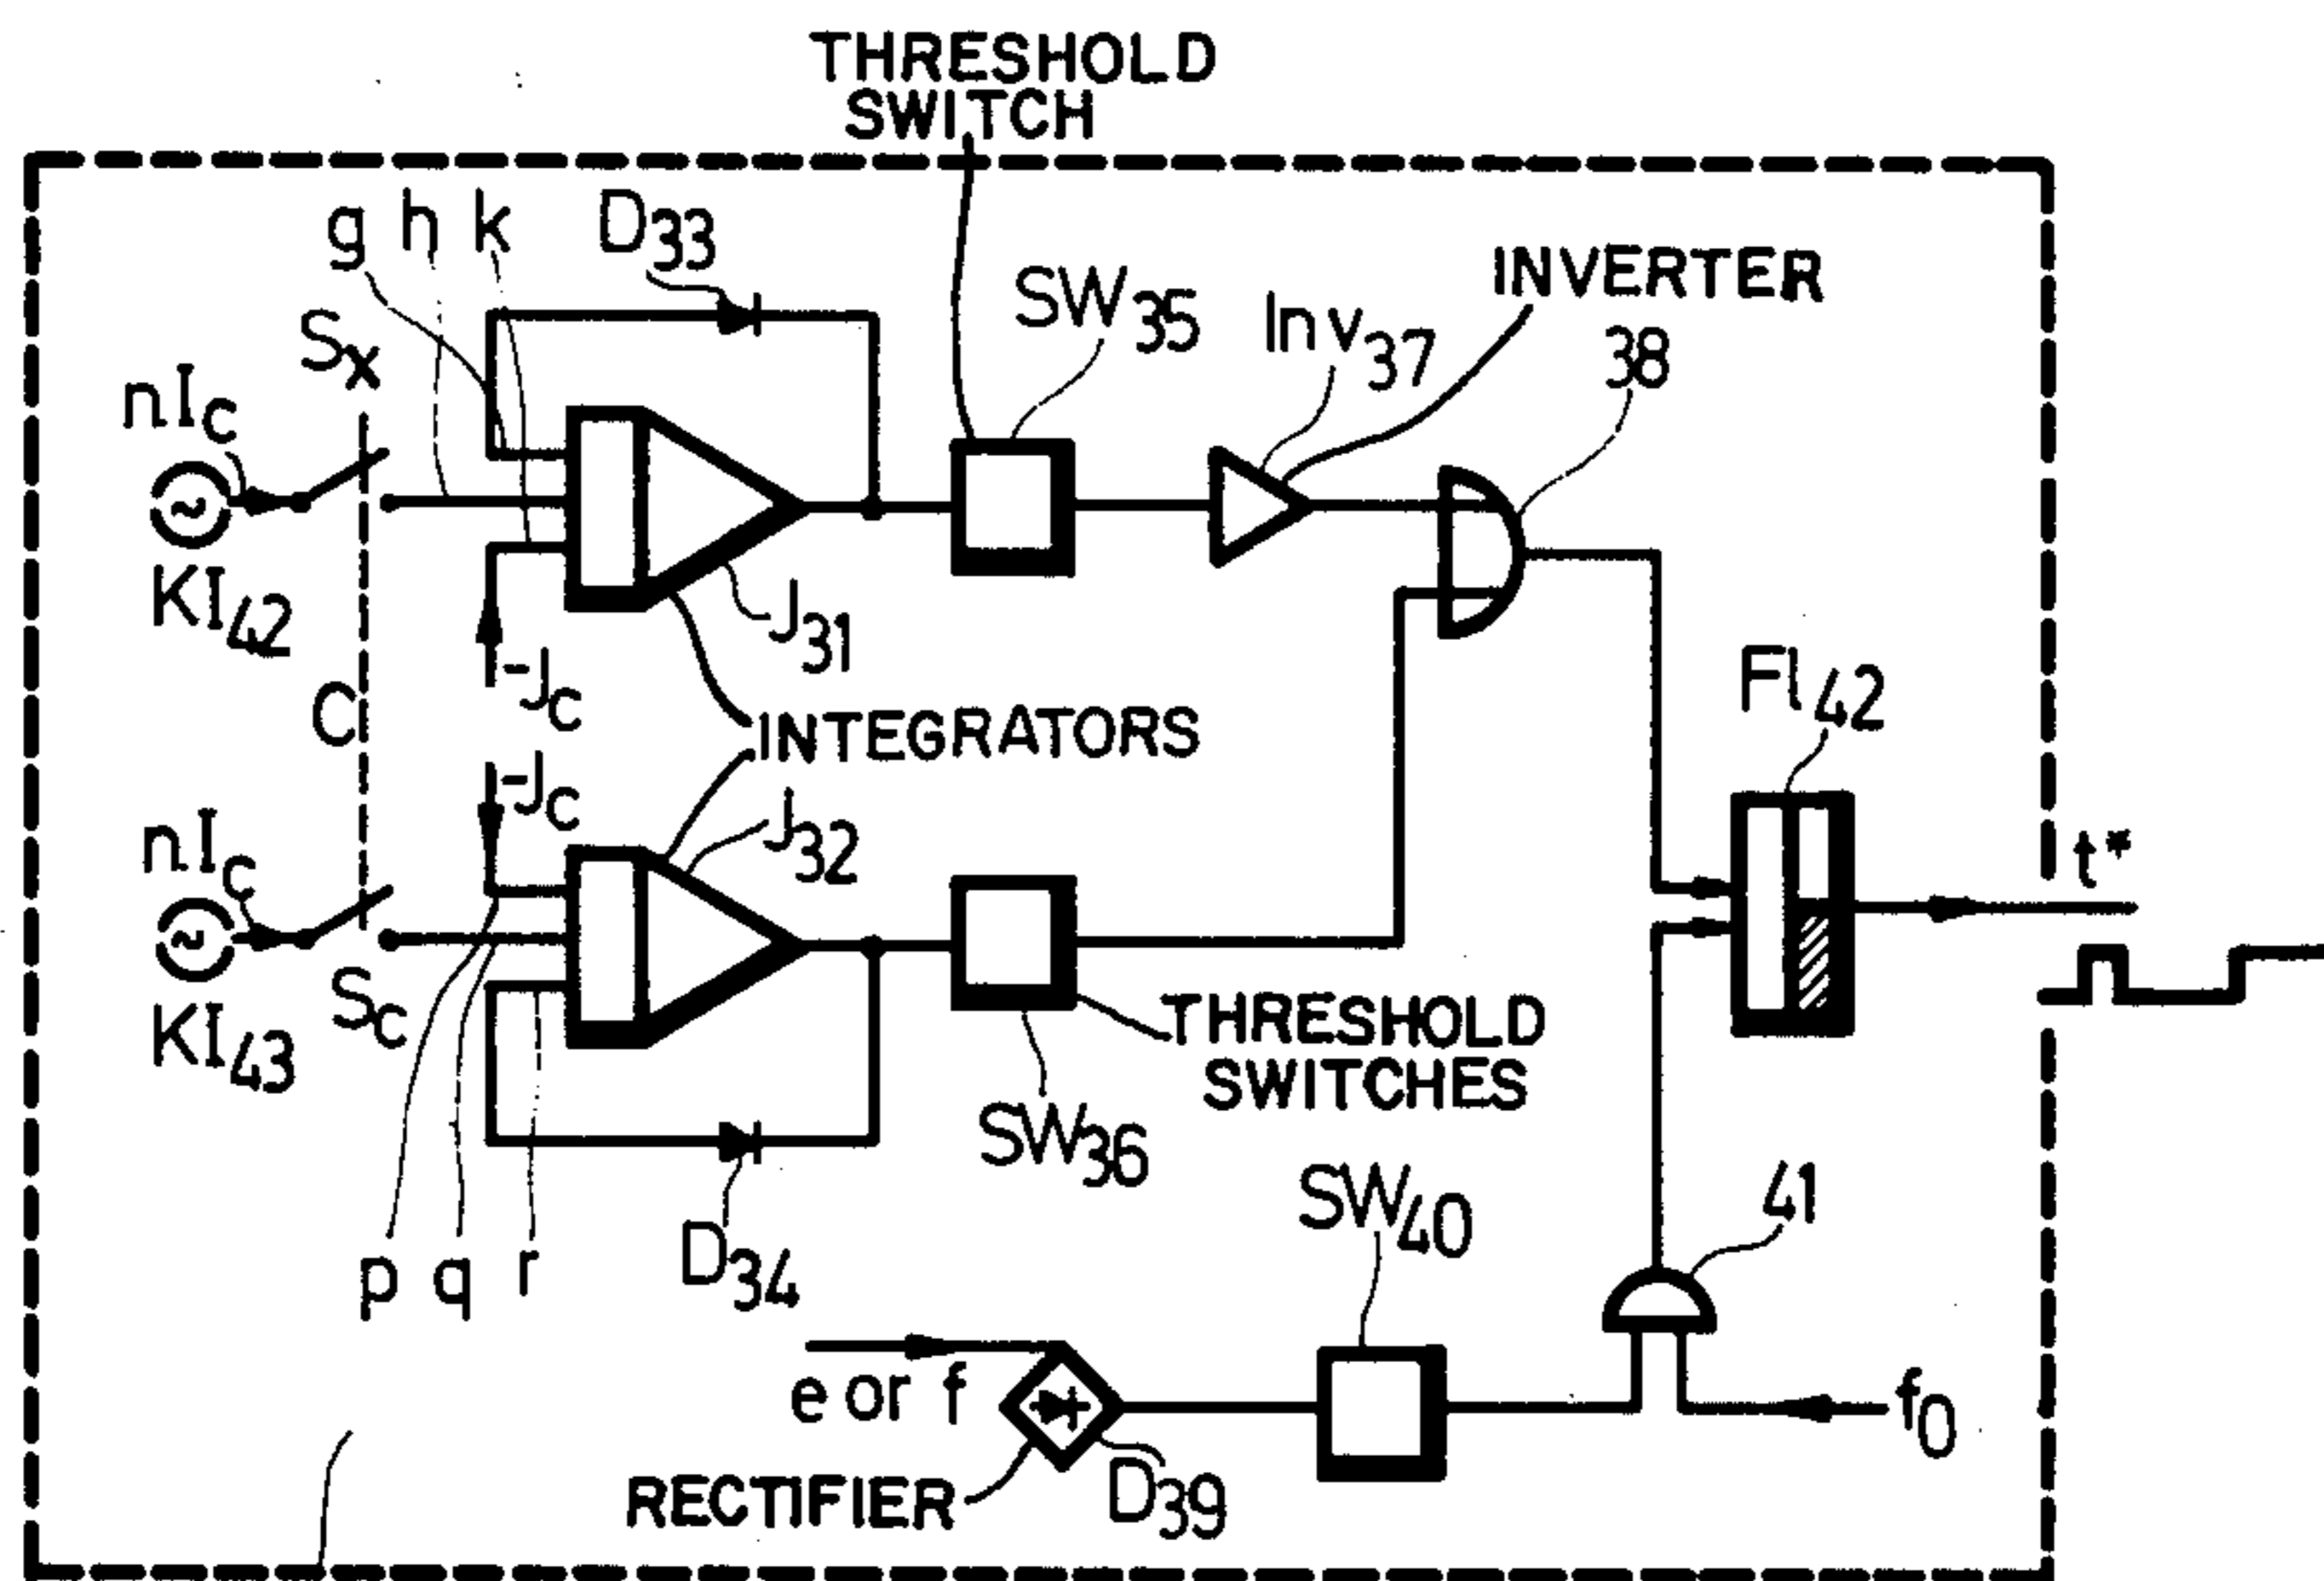 THRESHOLD
SWITCH
g h k D33
INVERTER
Sx
SW35
Inv37
38
nIc
KI42
-Jc
J31
C
INTEGRATORS
Fl42
-Jc
nIc
J32
t*
KI43
Sc
THRESHOLD
SWITCHES
SW36
p q r
D34
SW40
41
e or f
f0
RECTIFIER
D39